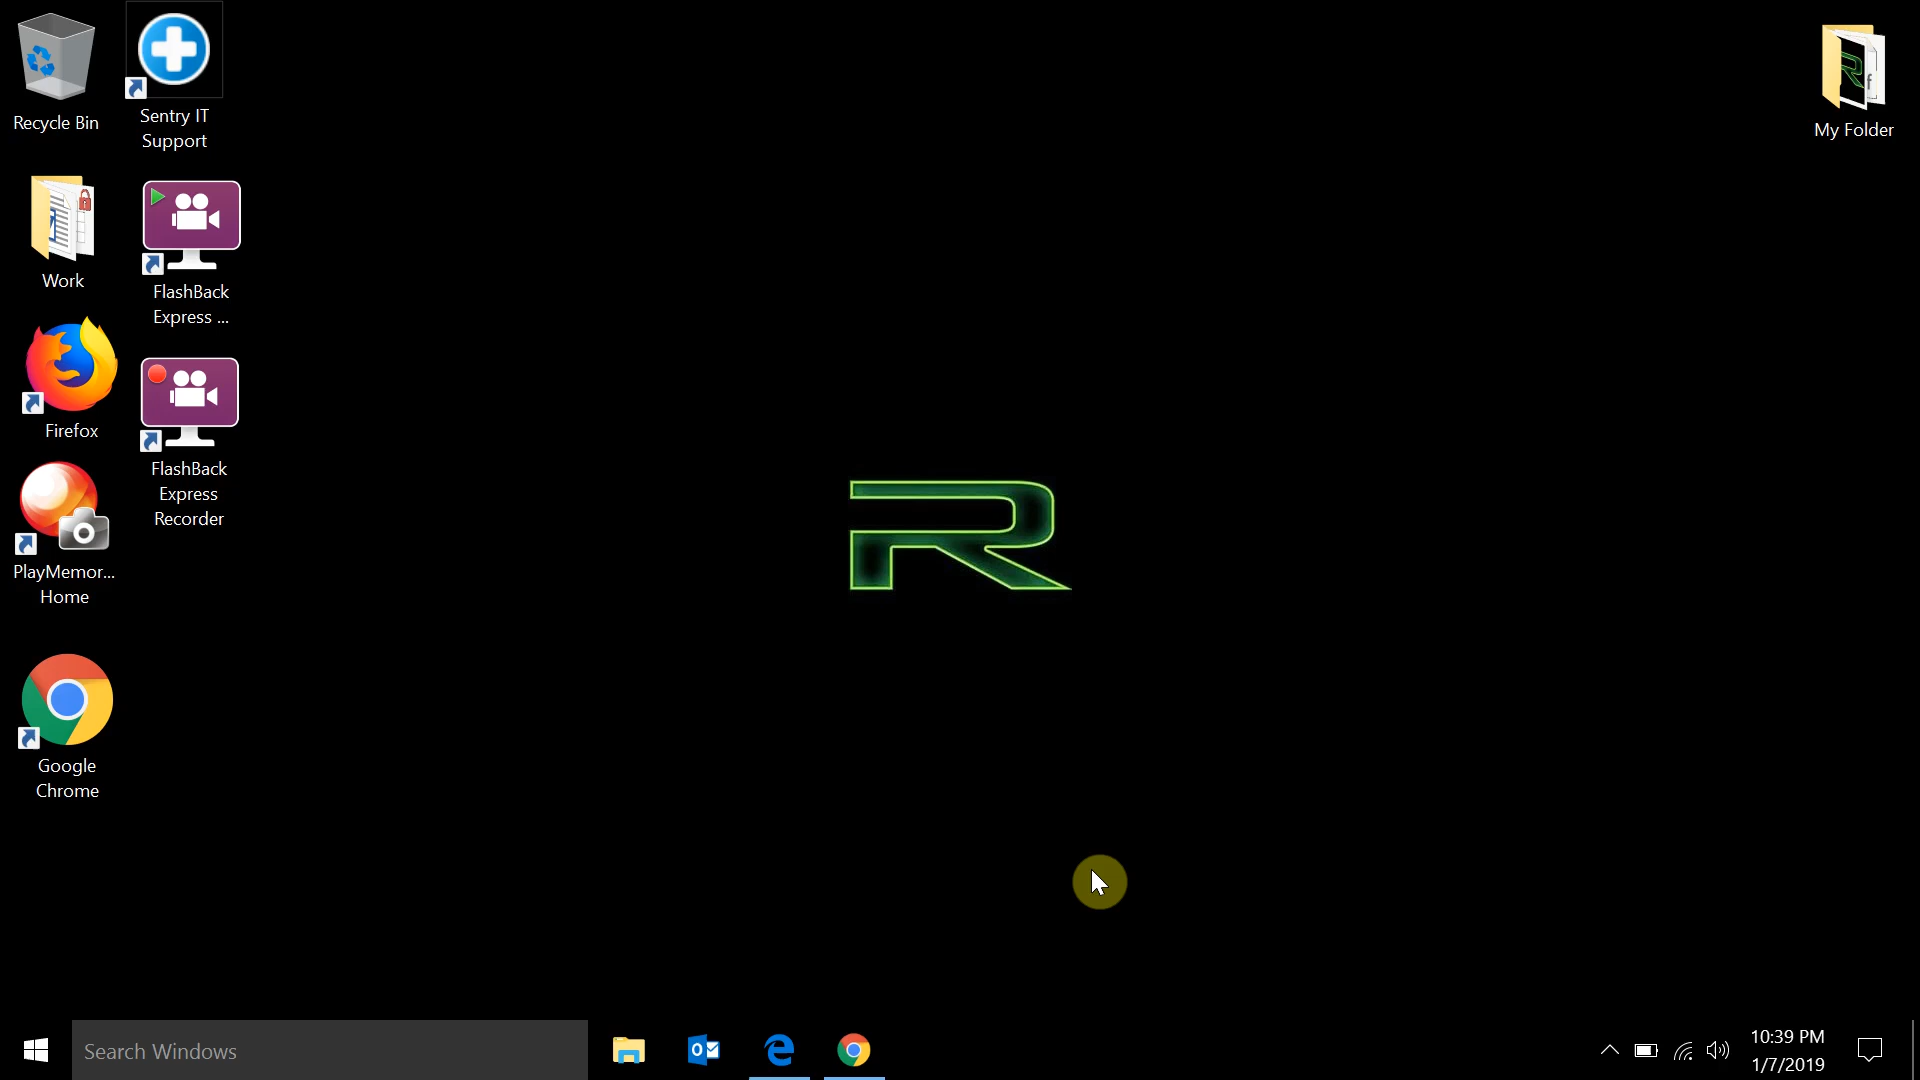 Recycle Bin
Sentry IT
Support
My Folder
Work
FlashBack
Express ...
Firefox
FlashBack
Express
Recorder
PlayMemor...
Home
Google
Chrome
R
Search Windows
10:39 PM
1/7/2019